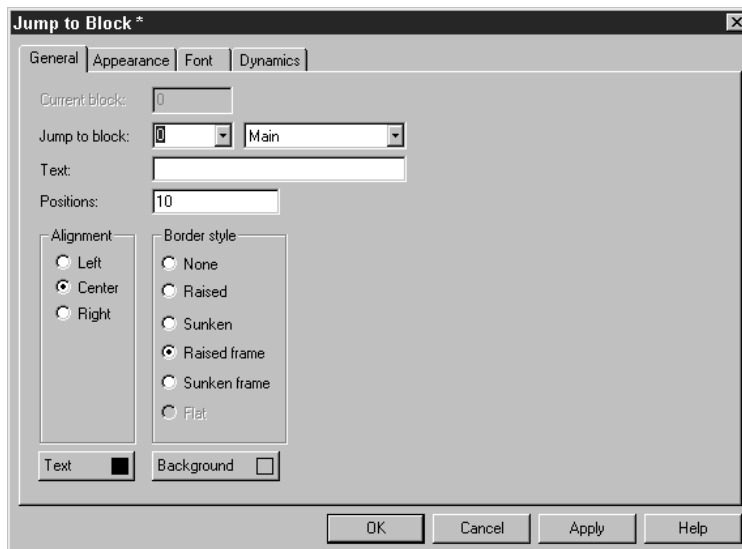 Jump to Block *
General Appearance Font Dynamics
Current block: 0
Jump to block: 0 Main
Text:
Positions: 10
Alignment Border style
Left None
Center Raised
Right Sunken
Raised frame
Sunken frame
Flat
Text Background
OK Cancel Apply Help